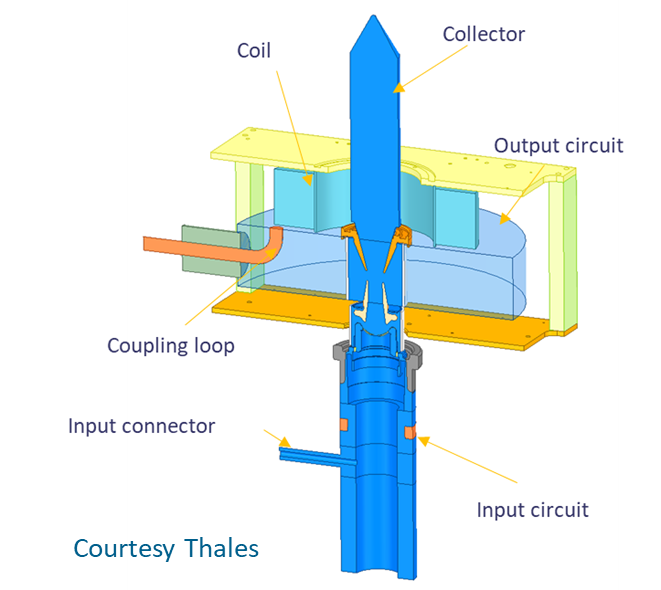 Collector
Coil
Output circuit
Coupling loop
Input connector
Input circuit
Courtesy Thales